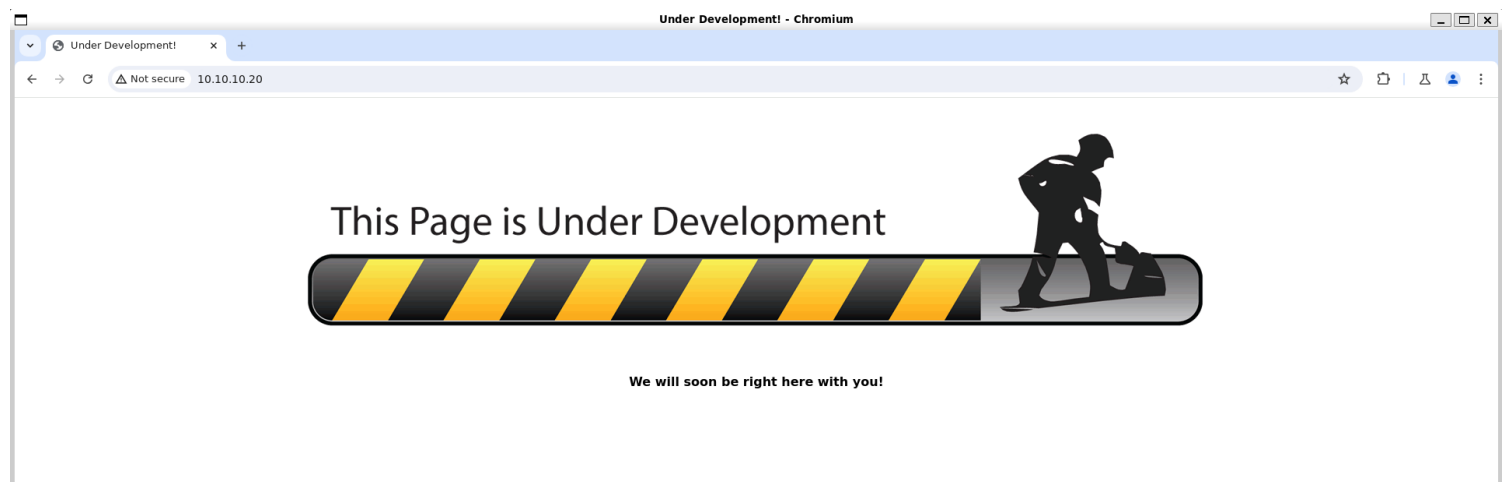 Under Development! - Chromium
Under Development!
Not secure 10.10.10.20
This Page is Under Development
We will soon be right here with you!